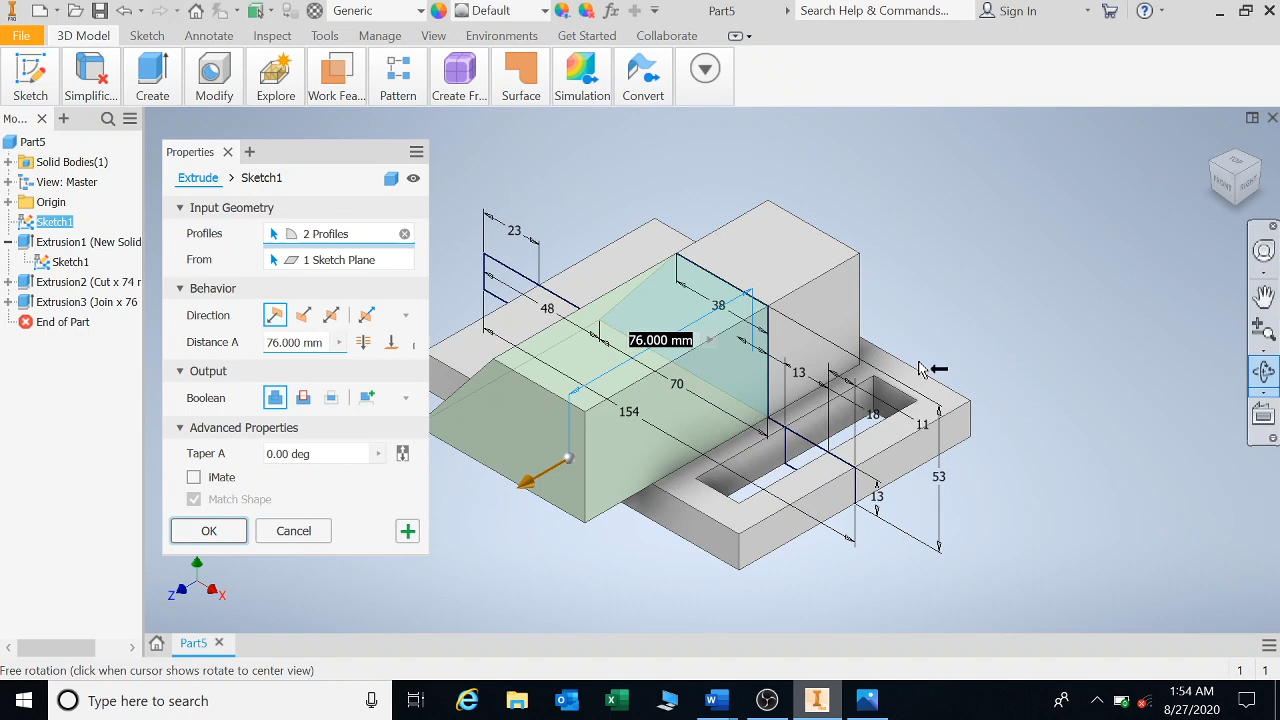 PRO
Generic
Default
Part5
Search Help & Commands...
Sign In
File
3D Model
Sketch
Annotate
Inspect
Tools
Manage
View
Environments
Get Started
Collaborate
Sketch
Simplific...
Create
Modify
Explore
Work Fea...
Pattern
Create Fr...
Surface
Simulation
Convert
Mo...
Part5
Solid Bodies(1)
View: Master
Origin
Sketch1
Extrusion1 (New Solid
Sketch1
Extrusion2 (Cut x 74 r
Extrusion3 (Join x 76
End of Part
Properties
Extrude > Sketch1
Input Geometry
Profiles 2 Profiles
From 1 Sketch Plane
Behavior
Direction
Distance A 76.000 mm
Output
Boolean
Advanced Properties
Taper A 0.00 deg
iMate
Match Shape
OK Cancel
TOP
FRONT RIGHT
23
48
38
76.000 mm
13
70
154
18
11
53
13
Z X
Part5
Free rotation (click when cursor shows rotate to center view)
1 1
Type here to search
1:54 AM
8/27/2020